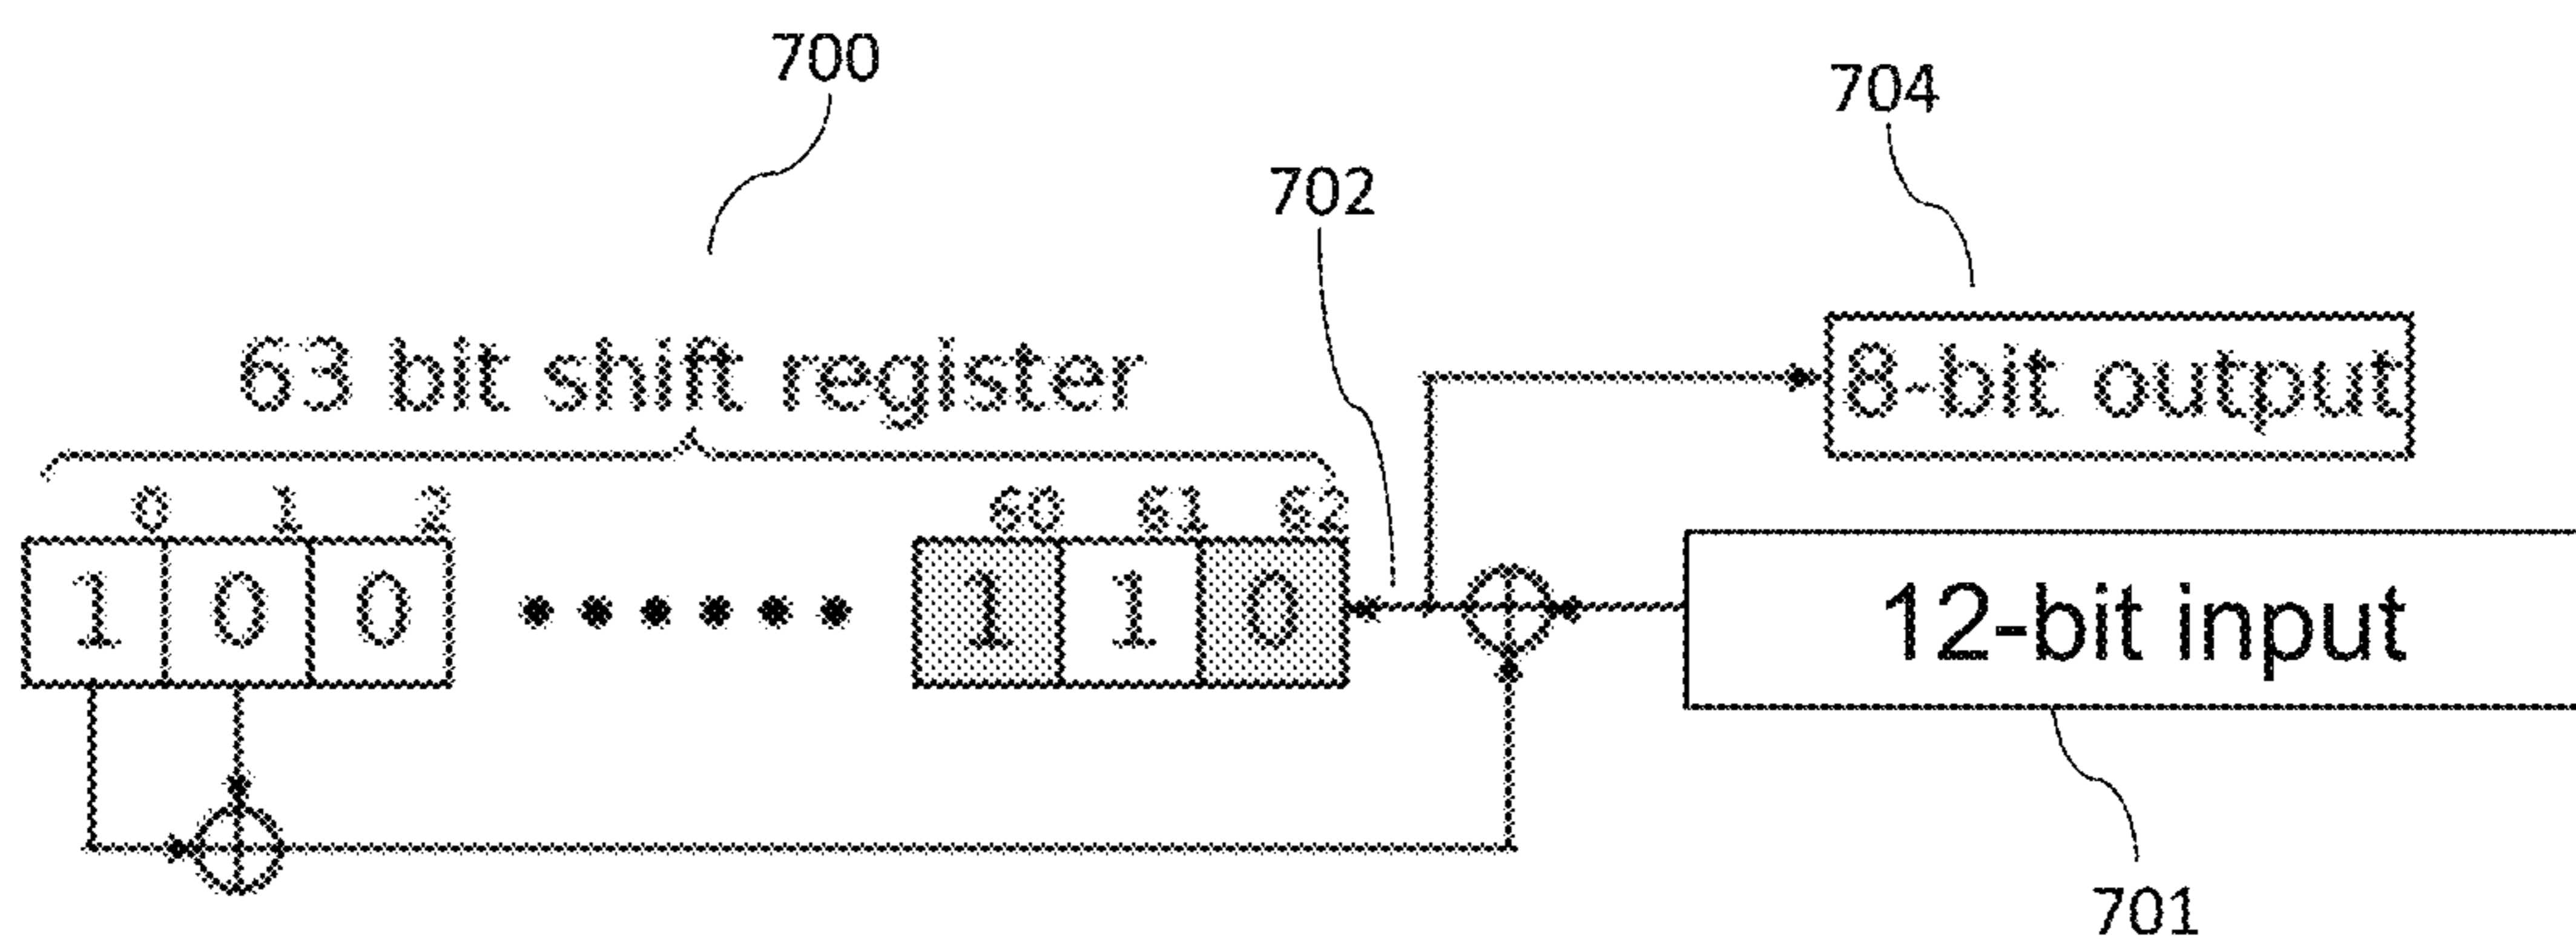 700
704
702
63 bit shift register
8-bit output
0 1 2 60 61 62
1 0 0 1 1 0
12-bit input
701